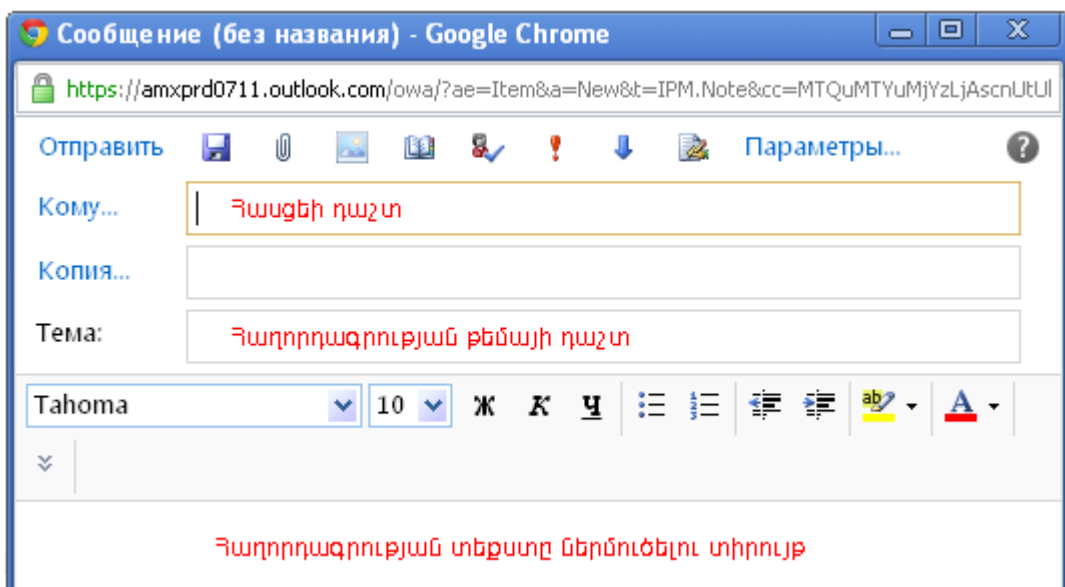 Сообщение (без названия) - Google Chrome
https://amxprd0711.outlook.com/owa/?ae=Item&a=New&t=IPM.Note&cc=MTQuMTYuMjYzLjAscnUtUl
Отправить Параметры...
Кому... Հասցեի դաշտ
Копия...
Тема: Հաղորդագրության թեմայի դաշտ
Tahoma 10 Ж К Ч ab A
Հաղորդագրության տեքստը ներմուծելու տիրույթ